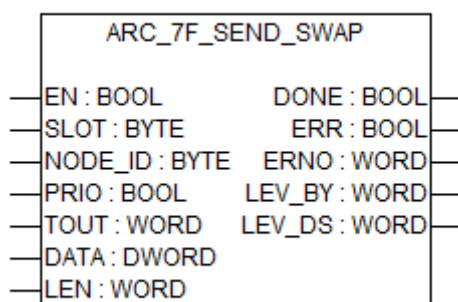 ARC_7F_SEND_SWAP
EN : BOOL DONE : BOOL
SLOT : BYTE ERR : BOOL
NODE_ID : BYTE ERNO : WORD
PRIO : BOOL LEV_BY : WORD
TOUT : WORD LEV_DS : WORD
DATA : DWORD
LEN : WORD